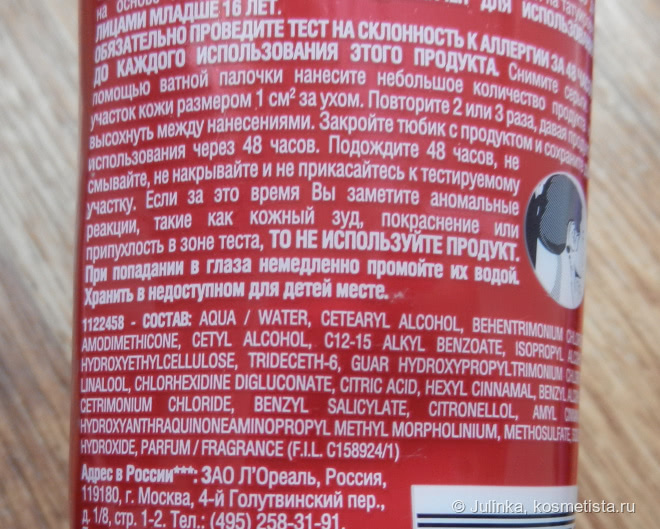 на основе
ДЛЯ ИСПОЛЬЗОВАНИЯ
ЛИЦАМИ МЛАДШЕ 16 ЛЕТ.
ОБЯЗАТЕЛЬНО ПРОВЕДИТЕ ТЕСТ НА СКЛОННОСТЬ К АЛЛЕРГИИ ЗА 48
ДО КАЖДОГО ИСПОЛЬЗОВАНИЯ ЭТОГО ПРОДУКТА. Снимите
помощью ватной палочки нанесите небольшое количество продукта
участок кожи размером 1 см² за ухом. Повторите 2 или 3 раза, давая
высохнуть между нанесениями. Закройте тюбик с продуктом и
использования через 48 часов. Подождите 48 часов, не
смывайте, не накрывайте и не прикасайтесь к тестируемому
участку. Если за это время Вы заметите аномальные
реакции, такие как кожный зуд, покраснение или
припухлость в зоне теста, ТО НЕ ИСПОЛЬЗУЙТЕ ПРОДУКТ.
При попадании в глаза немедленно промойте их водой.
Хранить в недоступном для детей месте.
1122458 - СОСТАВ: AQUA / WATER, CETEARYL ALCOHOL, BEHENTRIMONIUM
AMODIMETHICONE, CETYL ALCOHOL, C12-15 ALKYL BENZOATE, ISOPROPYL
HYDROXYETHYLCELLULOSE, TRIDECETH-6, GUAR HYDROXYPROPYLTRIMONIUM
LINALOOL, CHLORHEXIDINE DIGLUCONATE, CITRIC ACID, HEXYL CINNAMAL, BENZYL
CETRIMONIUM CHLORIDE, BENZYL SALICYLATE, CITRONELLOL, AMYL
HYDROXYANTHRAQUINONEAMINOPROPYL METHYL MORPHOLINIUM, METHOSULFATE,
HYDROXIDE, PARFUM / FRAGRANCE (F.I.L. C158924/1)
Адрес в России***: ЗАО Л'Ореаль, Россия,
119180, г. Москва, 4-й Голутвинский пер.,
д. 1/8, стр. 1-2. Тел.: (495) 258-31-91.
© Julinka, kosmetista.ru